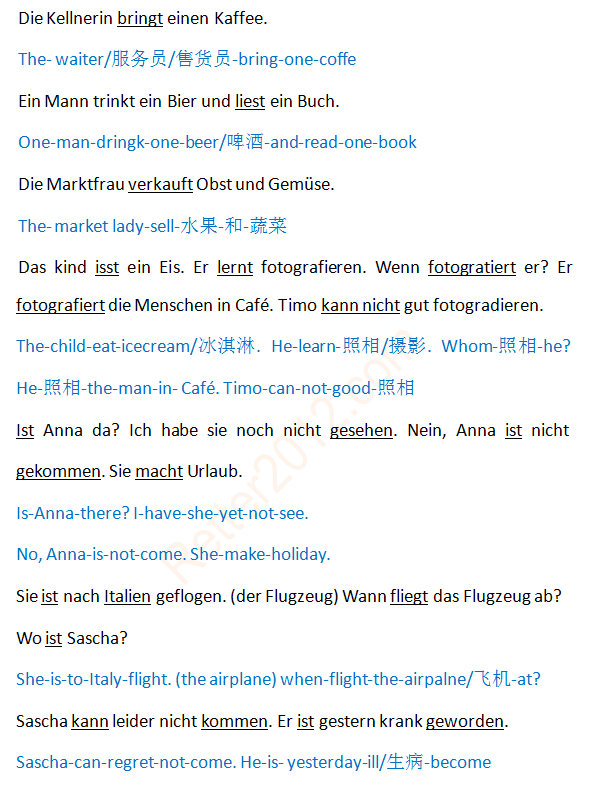 Die Kellnerin bringt einen Kaffee.
The- waiter/服务员/售货员-bring-one-coffe
Ein Mann trinkt ein Bier und liest ein Buch.
One-man-dringk-one-beer/啤酒-and-read-one-book
Die Marktfrau verkauft Obst und Gemüse.
The- market lady-sell-水果-和-蔬菜
Das kind isst ein Eis. Er lernt fotografieren. Wenn fotogratiert er? Er
fotografiert die Menschen in Café. Timo kann nicht gut fotogradieren.
The-child-eat-icecream/冰淇淋. He-learn-照相/摄影. Whom-照相-he?
He-照相-the-man-in- Café. Timo-can-not-good-照相
Ist Anna da? Ich habe sie noch nicht gesehen. Nein, Anna ist nicht
gekommen. Sie macht Urlaub.
Is-Anna-there? I-have-she-yet-not-see.
No, Anna-is-not-come. She-make-holiday.
Sie ist nach Italien geflogen. (der Flugzeug) Wann fliegt das Flugzeug ab?
Wo ist Sascha?
She-is-to-Italy-flight. (the airplane) when-flight-the-airpalne/飞机-at?
Sascha kann leider nicht kommen. Er ist gestern krank geworden.
Sascha-can-regret-not-come. He-is- yesterday-ill/生病-become
Retter2012.com